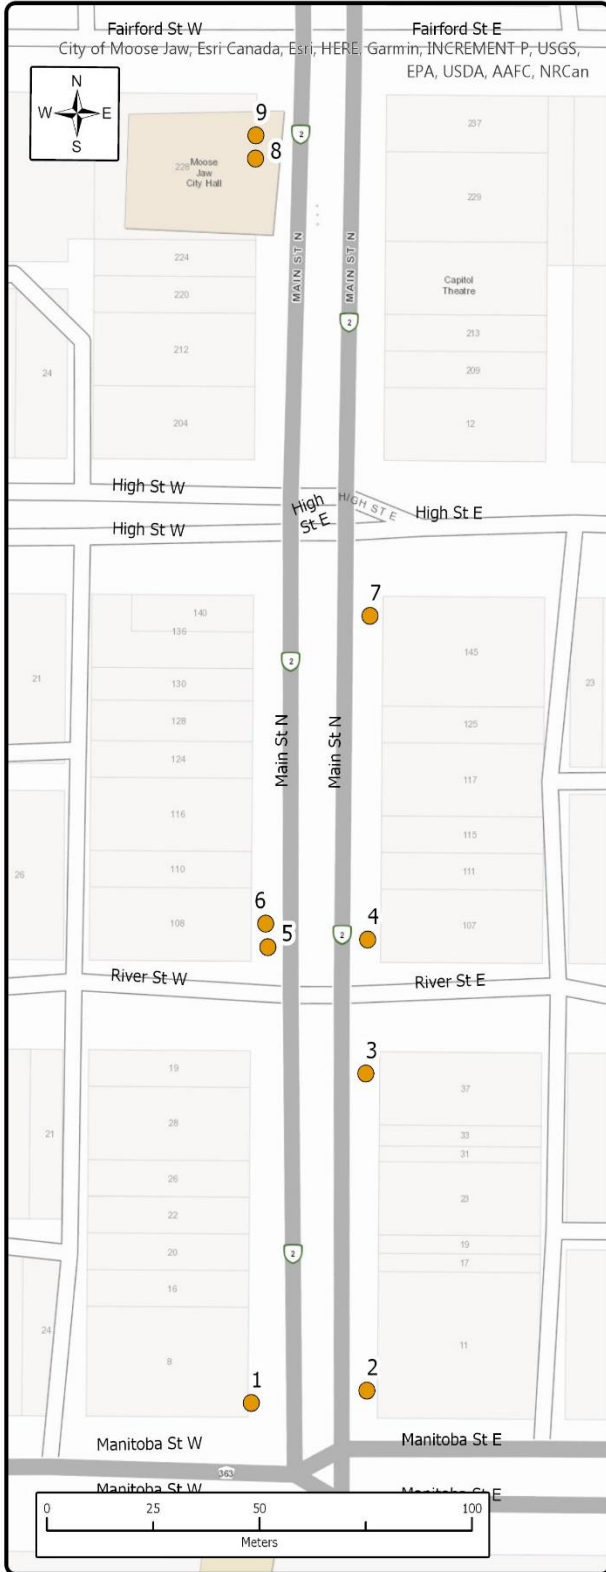 Fairford St W
Fairford St E
City of Moose Jaw, Esri Canada, Esri, HERE, Garmin, INCREMENT P, USGS,
EPA, USDA, AAFC, NRCan
N
W E
S
9
8
2
237
228
Moose
Jaw
City Hall
229
224
MAIN ST N
MAIN ST N
220
Capitol
Theatre
2
213
212
24
209
204
12
High St W
HIGH ST E
High
St E
High St E
High St W
7
140
136
145
2
21
130
23
128
125
Main St N
Main St N
124
117
116
115
110
111
26
6
108
5
4
2
107
River St W
River St E
3
19
37
28
21
33
31
26
23
22
20
19
2
17
16
24
11
8
1
2
Manitoba St W
Manitoba St E
363
Manitoba St W
Manitoba St E
0 25 50 100
Meters